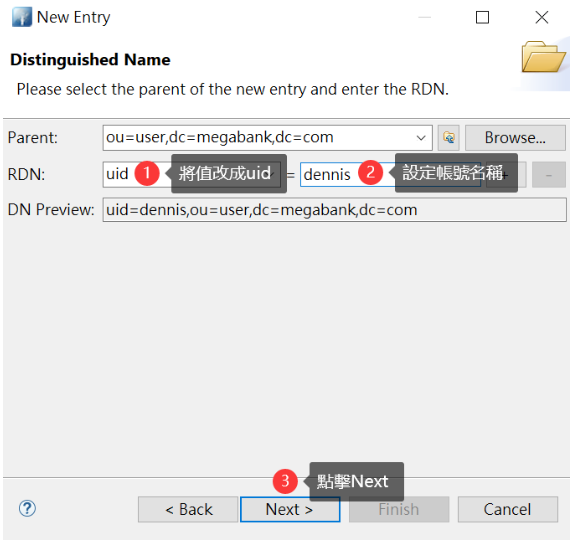 New Entry
Distinguished Name
Please select the parent of the new entry and enter the RDN.
Parent: ou=user,dc=megabank,dc=com Browse...
RDN: uid 1 將值改成uid = dennis 2 設定帳號名稱 + -
DN Preview: uid=dennis,ou=user,dc=megabank,dc=com
3 點擊Next
? < Back Next > Finish Cancel